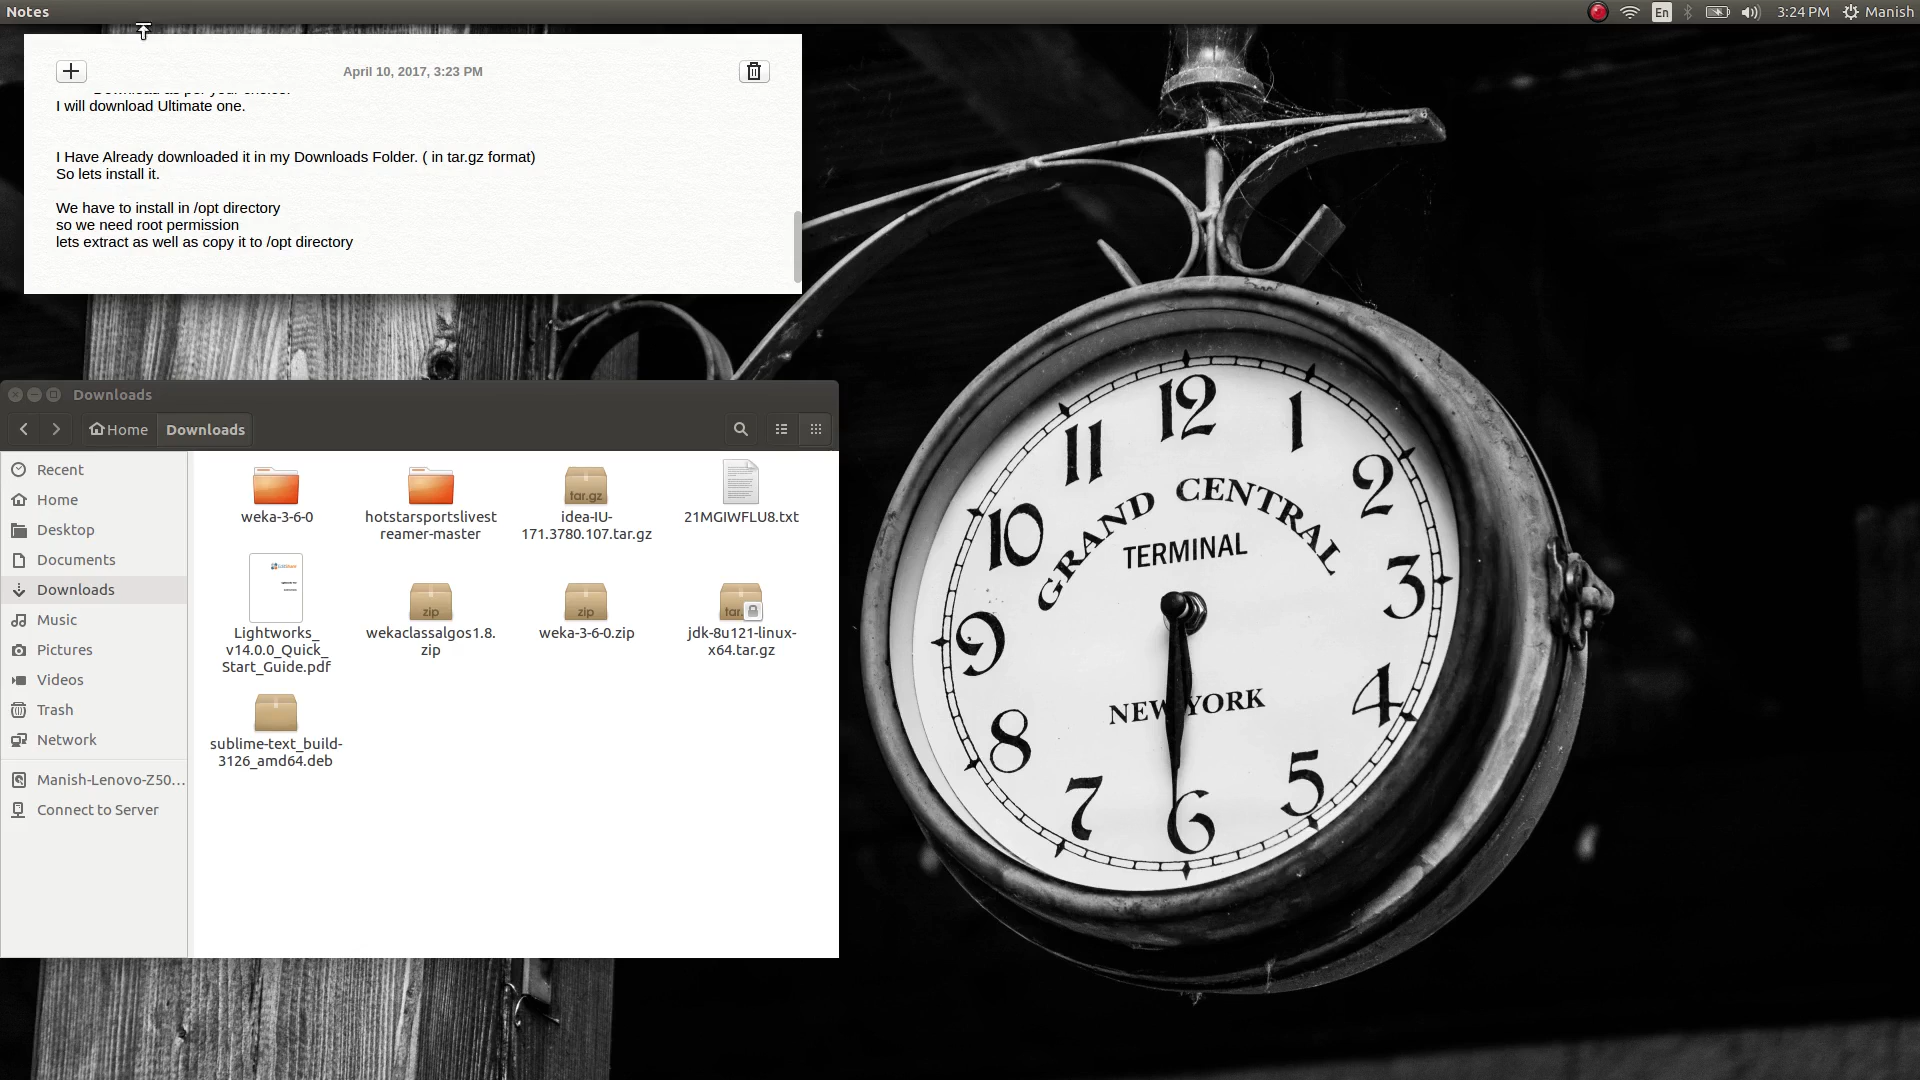 Notes
En
3:24 PM
Manish
April 10, 2017, 3:23 PM
Download as per your choice.
I will download Ultimate one.
I Have Already downloaded it in my Downloads Folder. ( in tar.gz format)
So lets install it.
We have to install in /opt directory
so we need root permission
lets extract as well as copy it to /opt directory
Downloads
Home
Downloads
Recent
Home
Desktop
Documents
Downloads
Music
Pictures
Videos
Trash
Network
Manish-Lenovo-Z50...
Connect to Server
weka-3-6-0
hotstarsportslivest
reamer-master
tar.gz
idea-IU-
171.3780.107.tar.gz
21MGIWFLU8.txt
Lightworks_
v14.0.0_Quick_
Start_Guide.pdf
zip
wekaclassalgos1.8.
zip
zip
weka-3-6-0.zip
tar.
jdk-8u121-linux-
x64.tar.gz
sublime-text_build-
3126_amd64.deb
12
1
2
3
4
5
6
7
8
9
10
11
GRAND CENTRAL
TERMINAL
NEW YORK